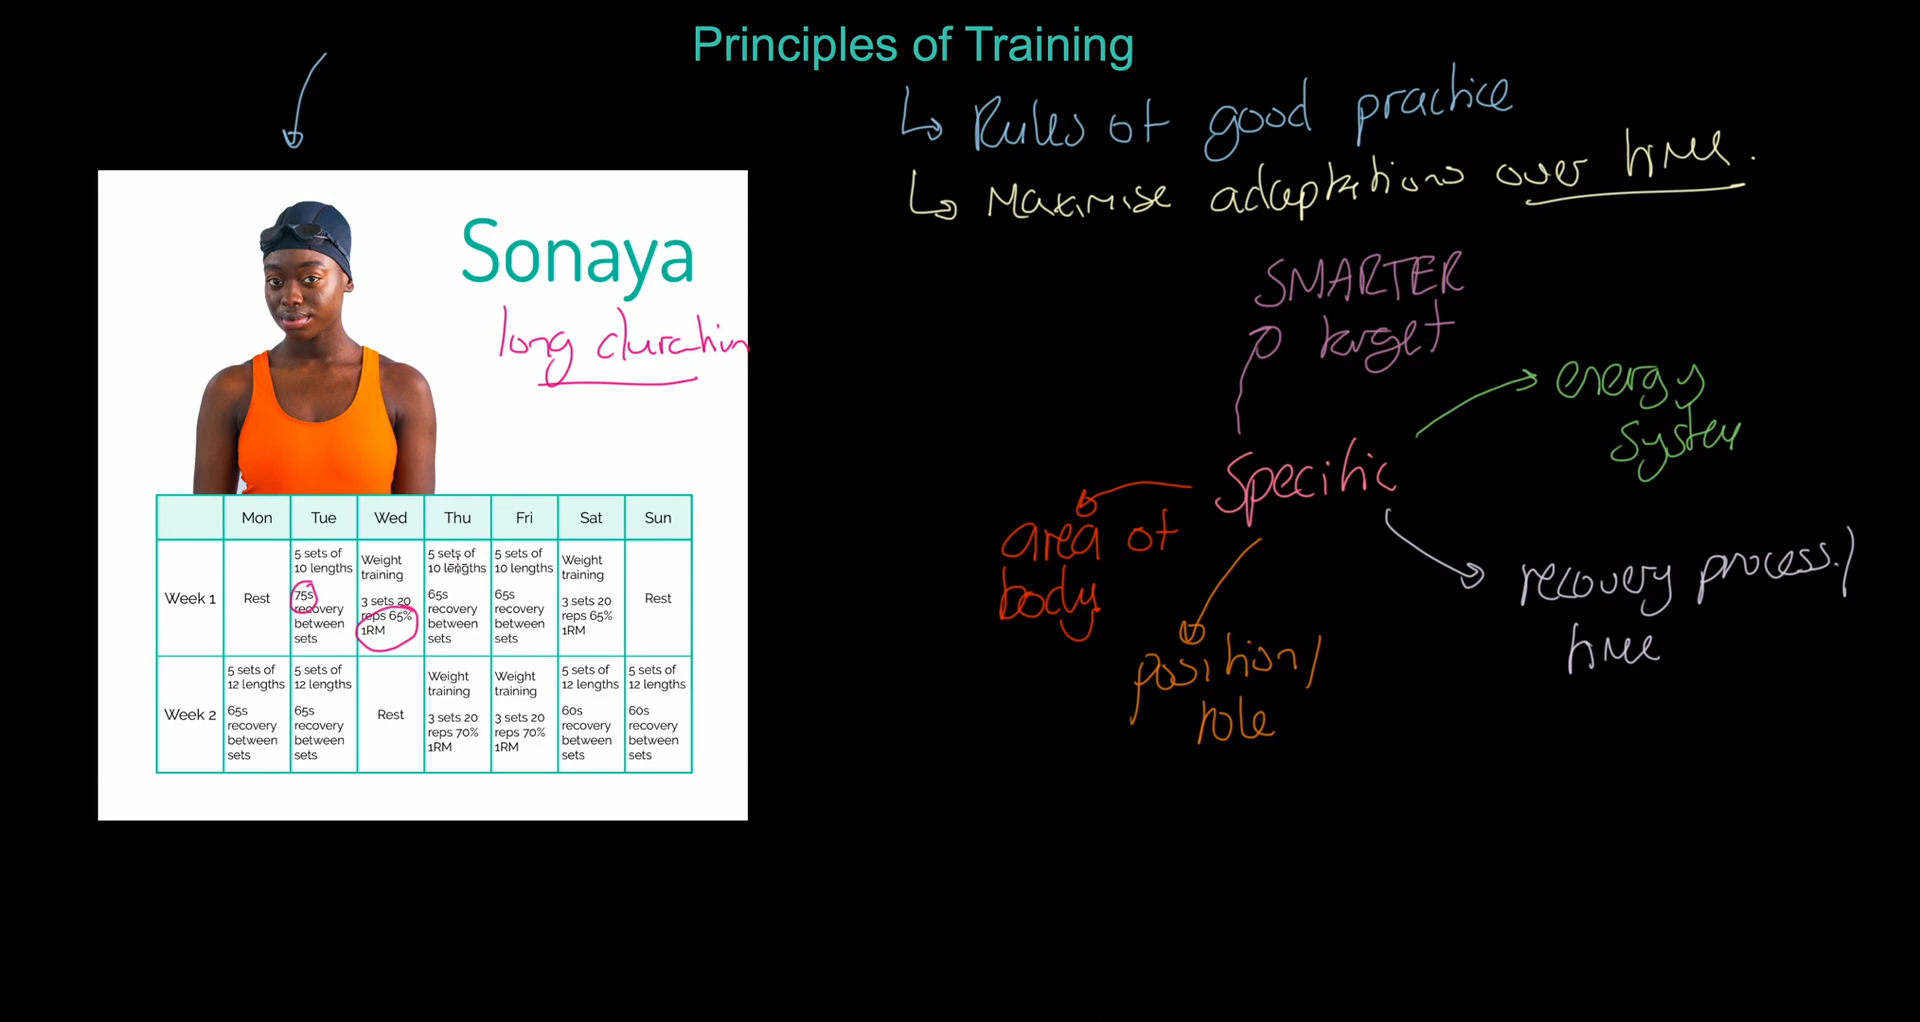 Principles of Training
↳ Rules of good practice
↳ Maximise adaptations over time.
Sonaya
long duration
Mon Tue Wed Thu Fri Sat Sun
Week 1
Rest
5 sets of
10 lengths
75s
recovery
between
sets
Weight
training
3 sets 20
reps 65%
1RM
5 sets of
10 lengths
65s
recovery
between
sets
5 sets of
10 lengths
65s
recovery
between
sets
Weight
training
3 sets 20
reps 65%
1RM
Rest
Week 2
5 sets of
12 lengths
65s
recovery
between
sets
5 sets of
12 lengths
65s
recovery
between
sets
Rest
Weight
training
3 sets 20
reps 70%
1RM
Weight
training
3 sets 20
reps 70%
1RM
5 sets of
12 lengths
60s
recovery
between
sets
5 sets of
12 lengths
60s
recovery
between
sets
SMARTER
target
energy
system
Specific
area of
body
recovery process/
time
position/
role